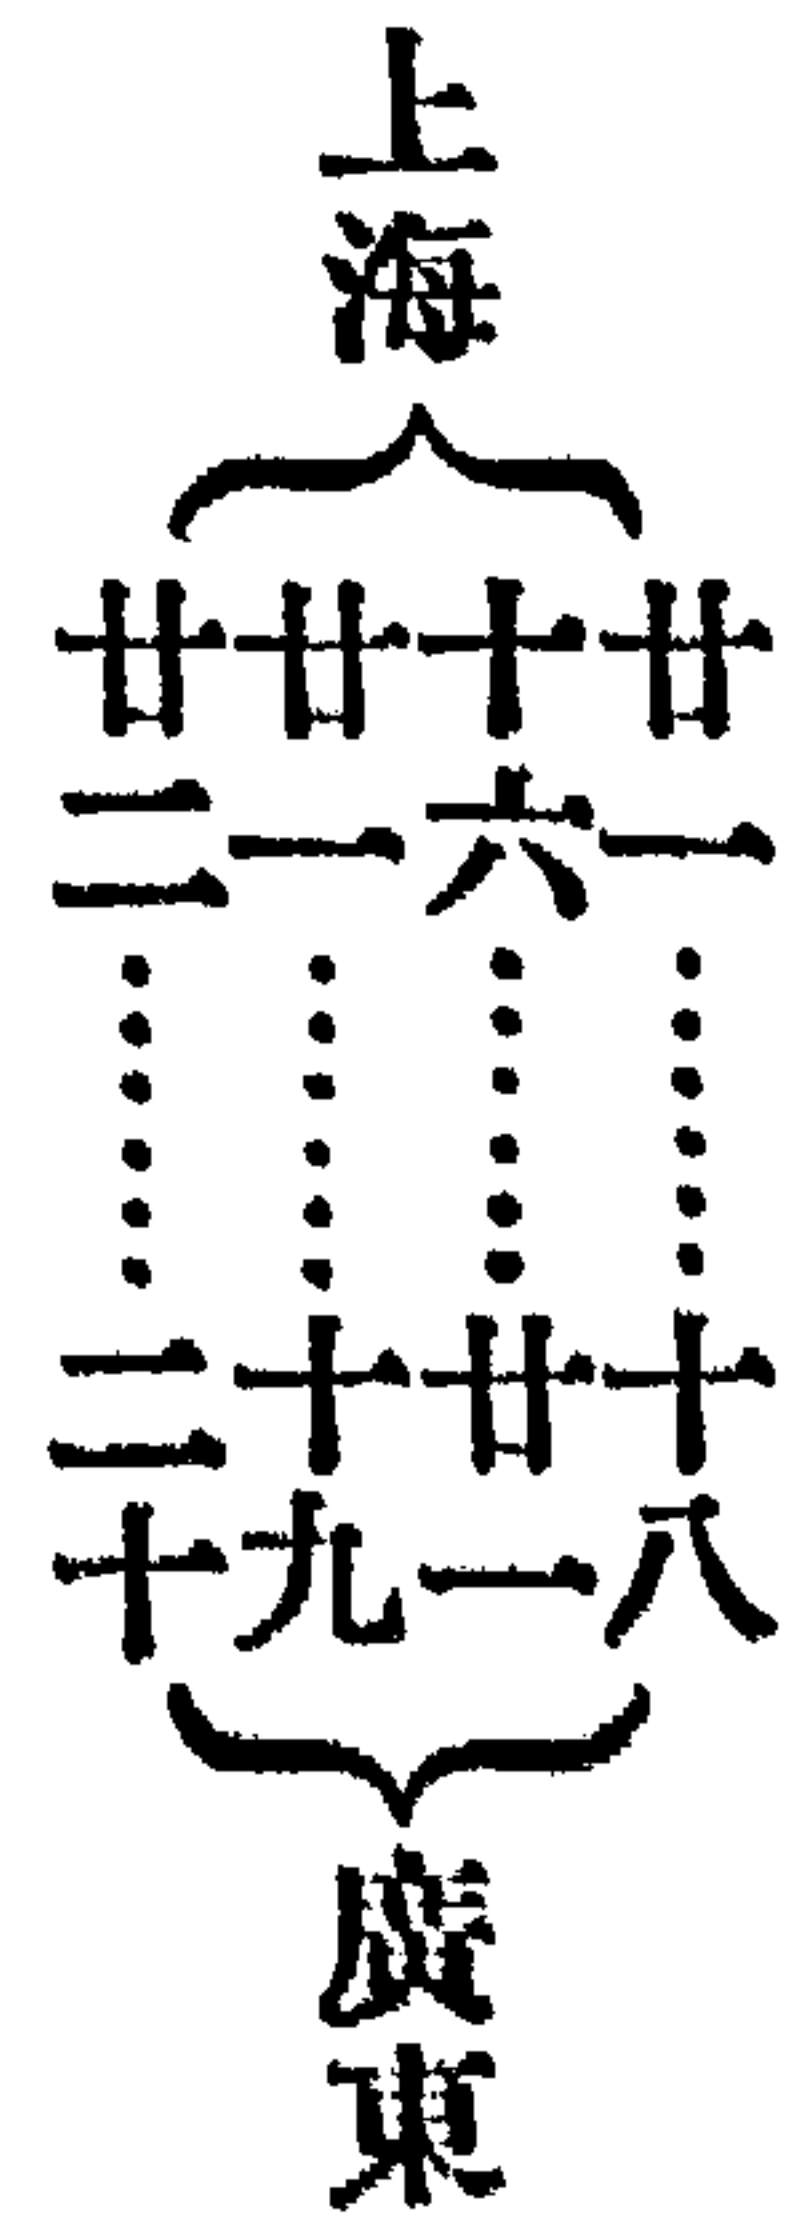 上海
廿一……十八
十六……廿一
廿一……十九
廿二……二十
廣東